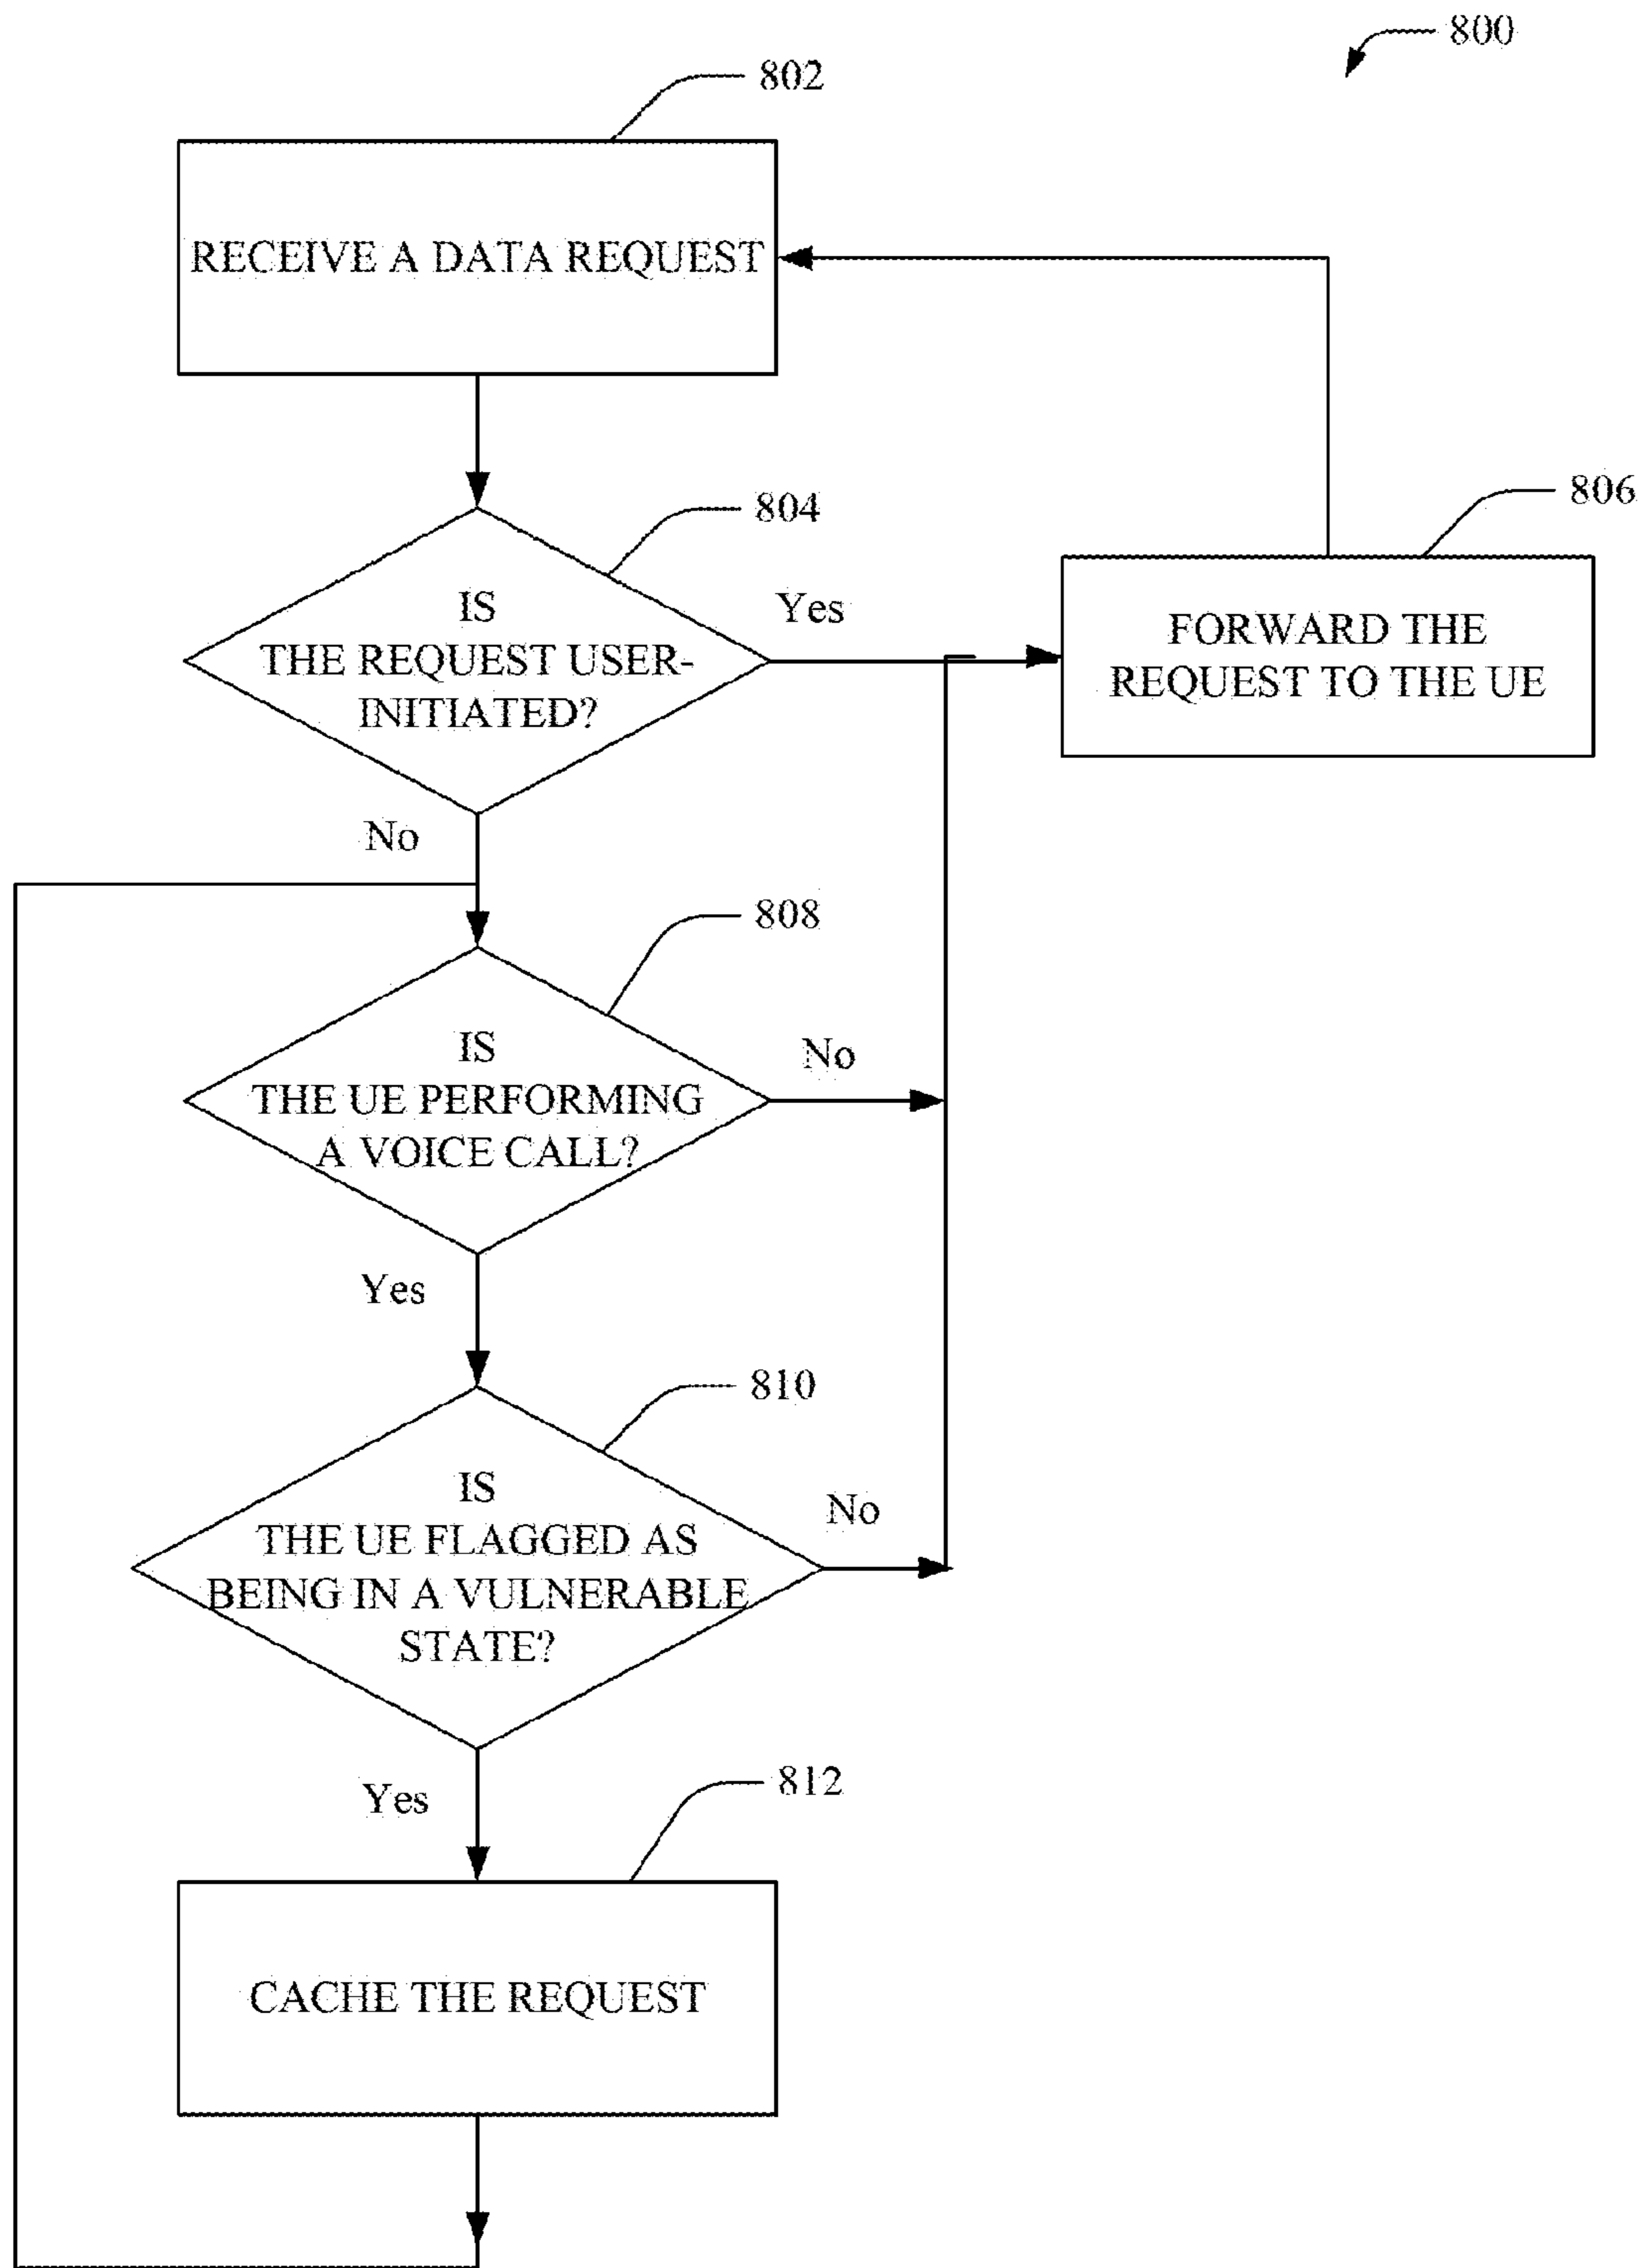 800
802
RECEIVE A DATA REQUEST
804
IS
THE REQUEST USER-
INITIATED?
Yes
806
FORWARD THE
REQUEST TO THE UE
No
808
IS
THE UE PERFORMING
A VOICE CALL?
No
Yes
810
IS
THE UE FLAGGED AS
BEING IN A VULNERABLE
STATE?
No
Yes
812
CACHE THE REQUEST